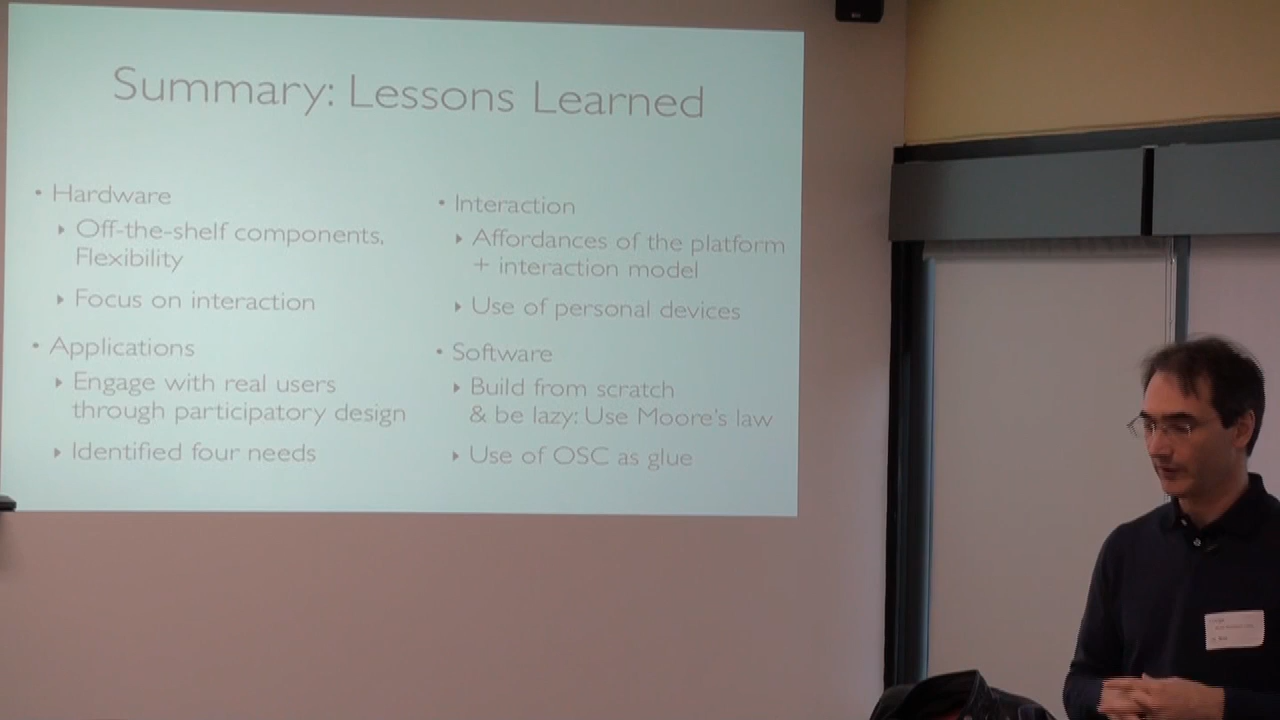 Summary: Lessons Learned
• Hardware
‣ Off-the-shelf components,
Flexibility
‣ Focus on interaction
• Applications
‣ Engage with real users
through participatory design
‣ Identified four needs
• Interaction
‣ Affordances of the platform
+ interaction model
‣ Use of personal devices
• Software
‣ Build from scratch
& be lazy: Use Moore's law
‣ Use of OSC as glue